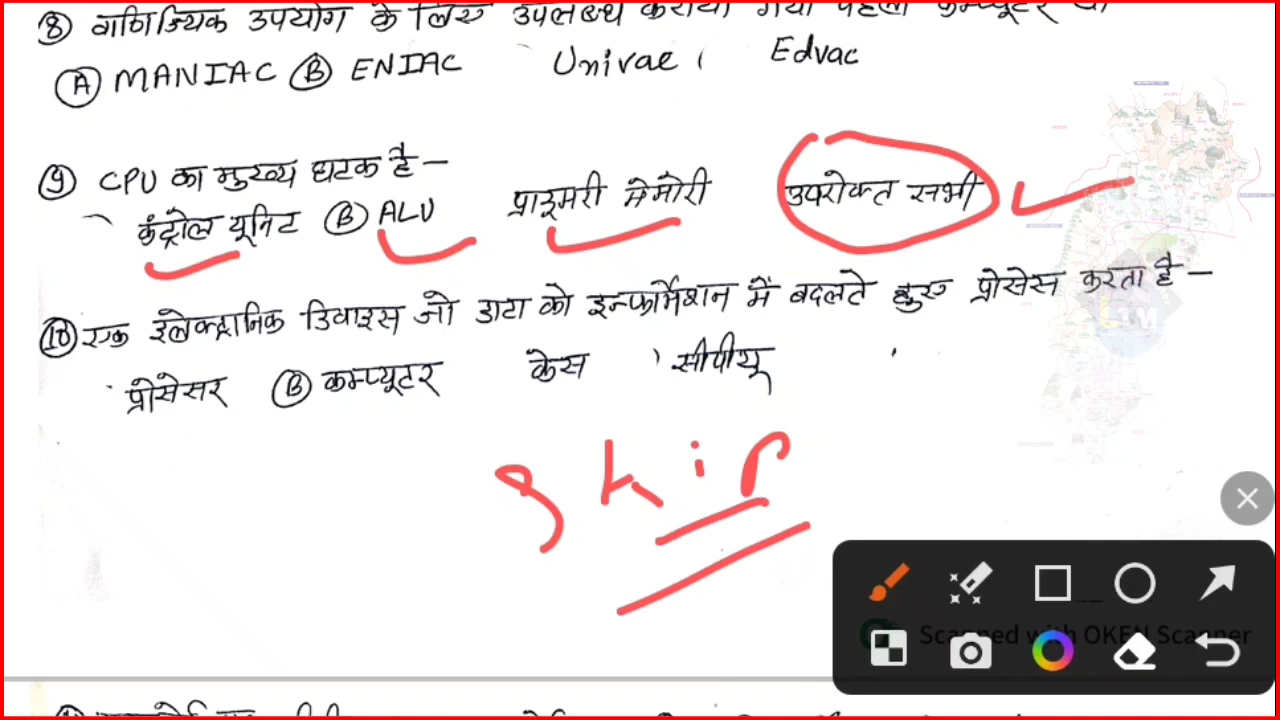 ⑧ वाणिज्यिक उपयोग के लिए उपलब्ध कराया गया पहला कम्प्यूटर था
Ⓐ MANIAC Ⓑ ENIAC Univac, Edvac
⑨ CPU का मुख्य घटक है –
कंट्रोल यूनिट Ⓑ ALU प्राइमरी मेमोरी उपरोक्त सभी
⑩ एक इलेक्ट्रानिक डिवाइस जो डाटा को इन्फार्मेशन में बदलते हुए प्रोसेस करता है –
प्रोसेसर Ⓑ कम्प्यूटर केस सीपीयू
Skip
Scanned with OKEN Scanner